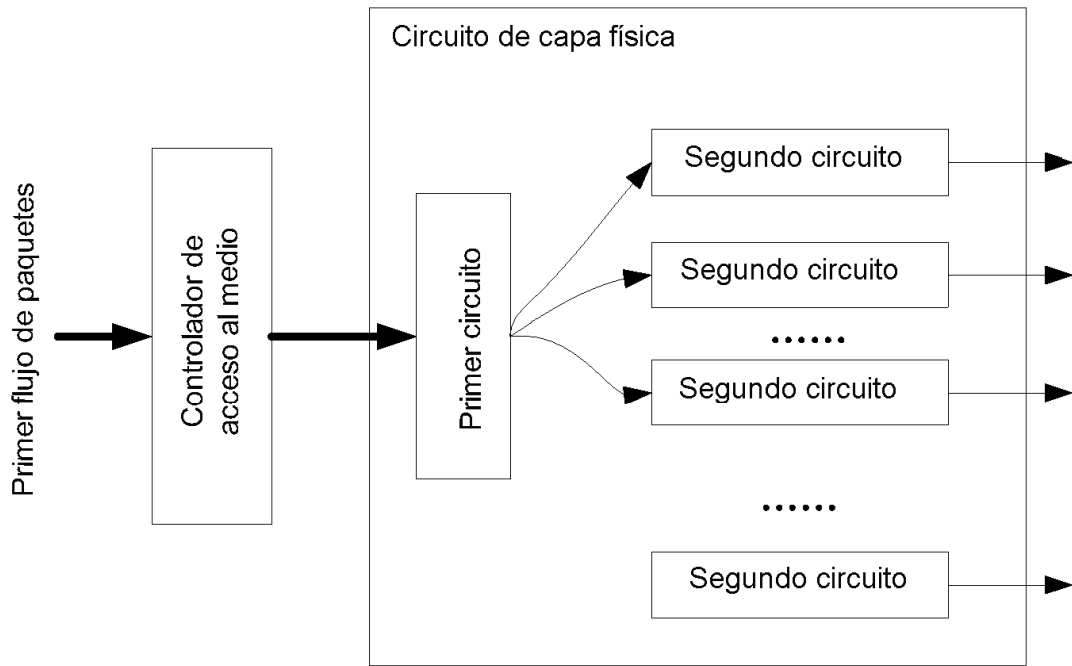 Circuito de capa física
Primer flujo de paquetes
Controlador de
acceso al medio
Primer circuito
Segundo circuito
Segundo circuito
......
Segundo circuito
......
Segundo circuito